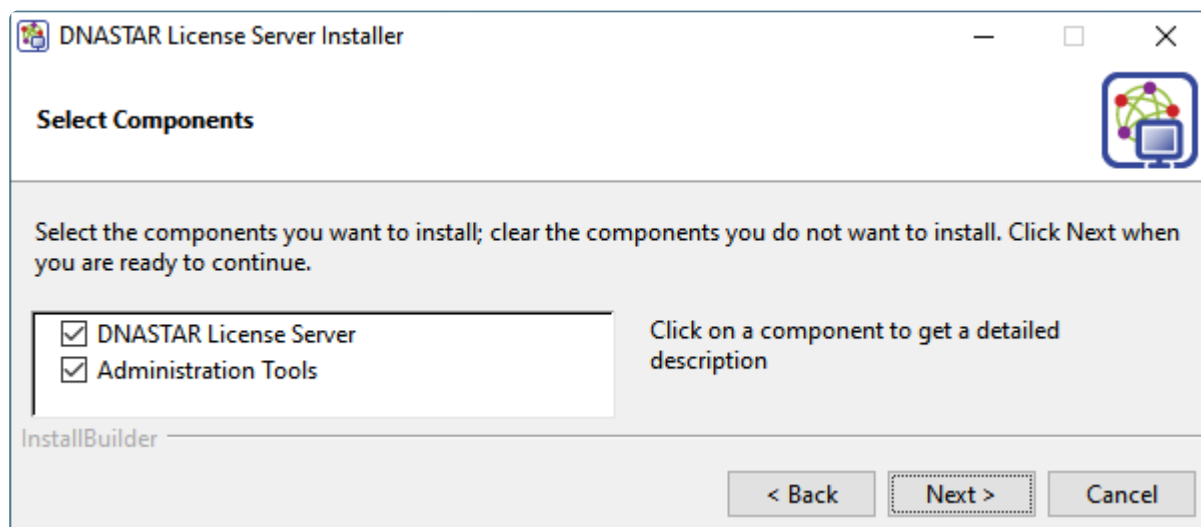 DNASTAR License Server Installer
Select Components
Select the components you want to install; clear the components you do not want to install. Click Next when
you are ready to continue.
DNASTAR License Server
Administration Tools
Click on a component to get a detailed
description
InstallBuilder
< Back
Next >
Cancel